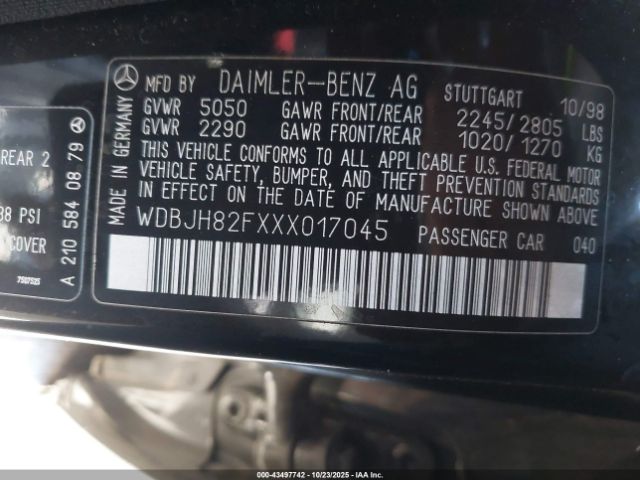 MFD BY DAIMLER-BENZ AG STUTTGART 10/98
GVWR 5050 GAWR FRONT/REAR 2245/2805 LBS
GVWR 2290 GAWR FRONT/REAR 1020/1270 KG
THIS VEHICLE CONFORMS TO ALL APPLICABLE U.S. FEDERAL MOTOR
VEHICLE SAFETY, BUMPER, AND THEFT PREVENTION STANDARDS
IN EFFECT ON THE DATE OF MANUFACTURE SHOWN ABOVE
WDBJH82FXXX017045 PASSENGER CAR 040
MADE IN GERMANY
REAR 2
38 PSI
COVER
A 210 584 08 79
7507525
000-43497742 - 10/23/2025 - IAA Inc.